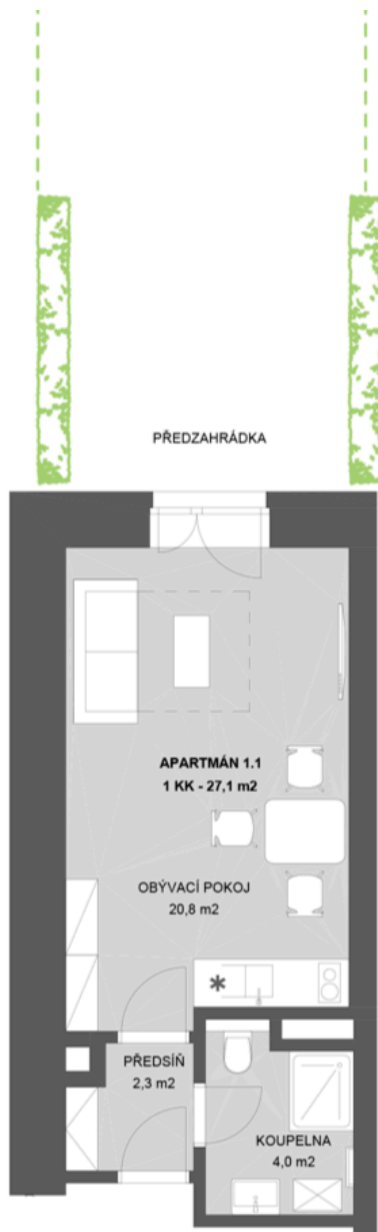 PŘEDZAHRÁDKA
APARTMÁN 1.1
1 KK - 27,1 m2
OBÝVACÍ POKOJ
20,8 m2
*
PŘEDSÍŇ
2,3 m2
KOUPELNA
4,0 m2